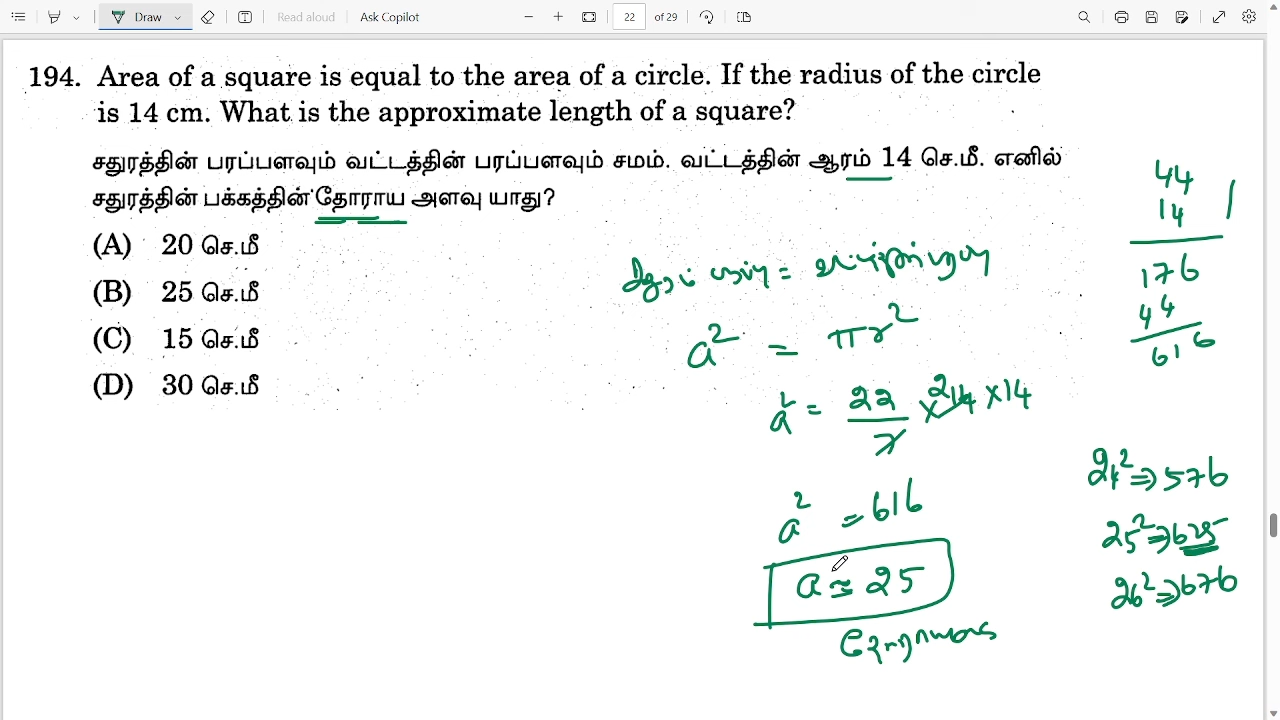 Draw
Read aloud
Ask Copilot
22 of 29
194. Area of a square is equal to the area of a circle. If the radius of the circle
is 14 cm. What is the approximate length of a square?
சதுரத்தின் பரப்பளவும் வட்டத்தின் பரப்பளவும் சமம். வட்டத்தின் ஆரம் 14 செ.மீ. எனில்
சதுரத்தின் பக்கத்தின் தோராய அளவு யாது?
(A) 20 செ.மீ
(B) 25 செ.மீ
(C) 15 செ.மீ
(D) 30 செ.மீ
a² = πr²
a² = 22/7 × 14 2 × 14
a² = 616
a ≃ 25
44
14
176
44
616
24² ⇒ 576
25² ⇒ 625
26² ⇒ 676